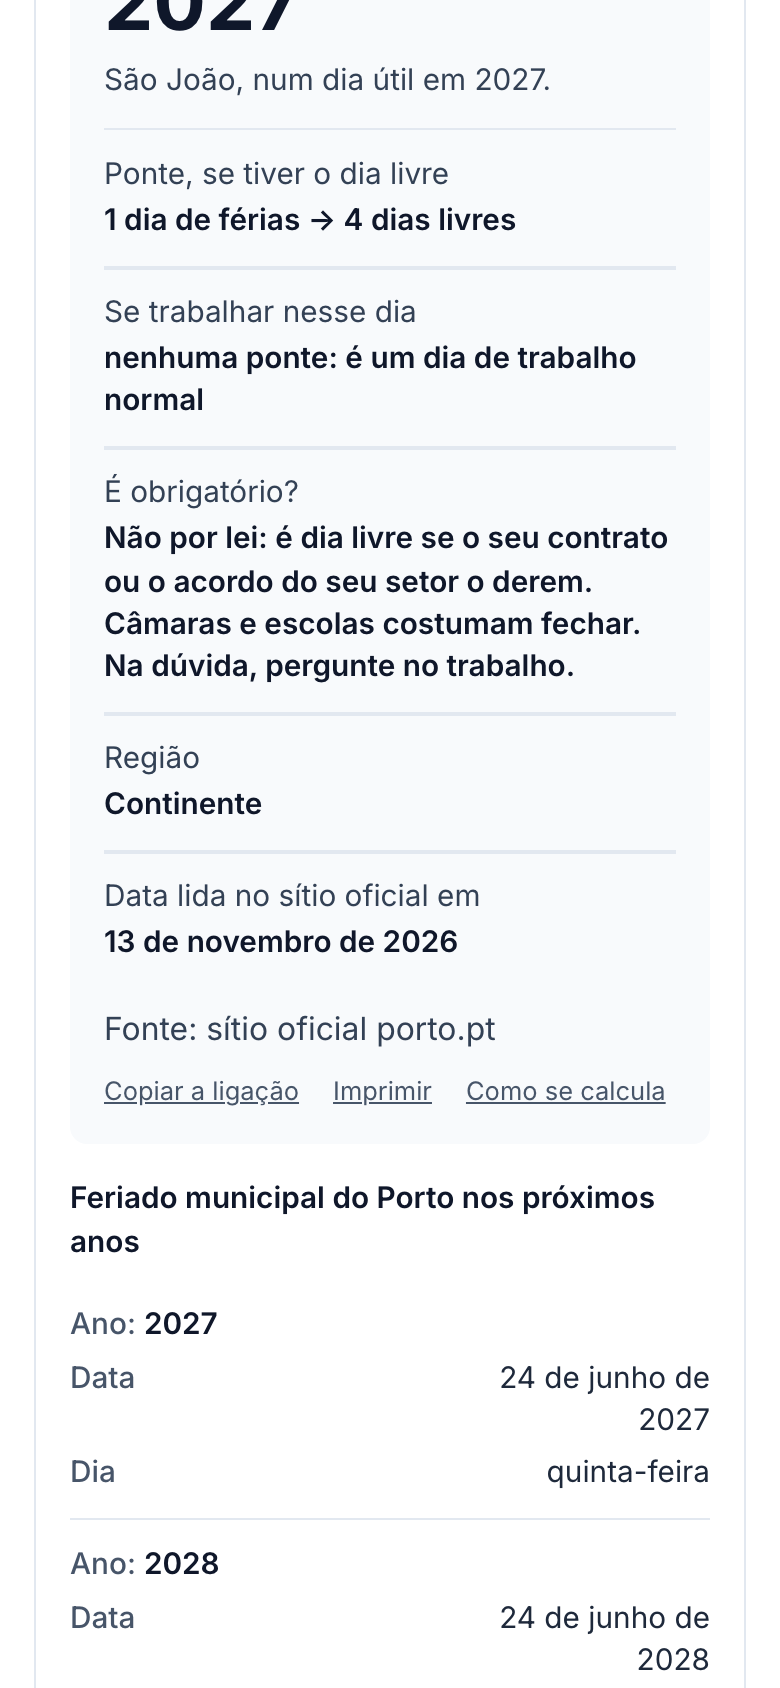 2027
São João, num dia útil em 2027.
Ponte, se tiver o dia livre
1 dia de férias → 4 dias livres
Se trabalhar nesse dia
nenhuma ponte: é um dia de trabalho
normal
É obrigatório?
Não por lei: é dia livre se o seu contrato
ou o acordo do seu setor o derem.
Câmaras e escolas costumam fechar.
Na dúvida, pergunte no trabalho.
Região
Continente
Data lida no sítio oficial em
13 de novembro de 2026
Fonte: sítio oficial porto.pt
Copiar a ligação Imprimir Como se calcula
Feriado municipal do Porto nos próximos
anos
Ano: 2027
Data 24 de junho de
2027
Dia quinta-feira
Ano: 2028
Data 24 de junho de
2028